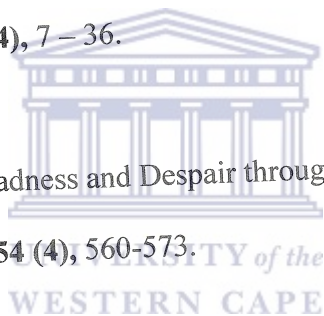 4), 7 – 36.
adness and Despair throug
54 (4), 560-573.
UNIVERSITY of the
WESTERN CAPE